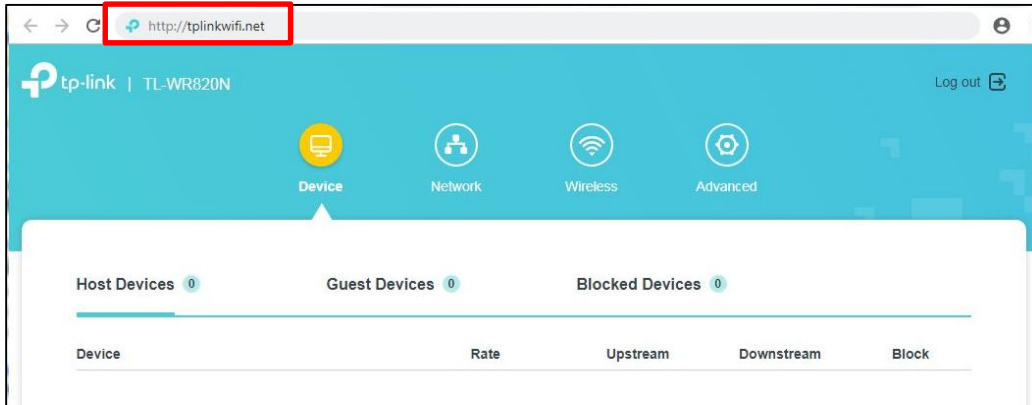 http://tplinkwifi.net
tp-link | TL-WR820N
Log out
Device Network Wireless Advanced
Host Devices 0 Guest Devices 0 Blocked Devices 0
Device Rate Upstream Downstream Block